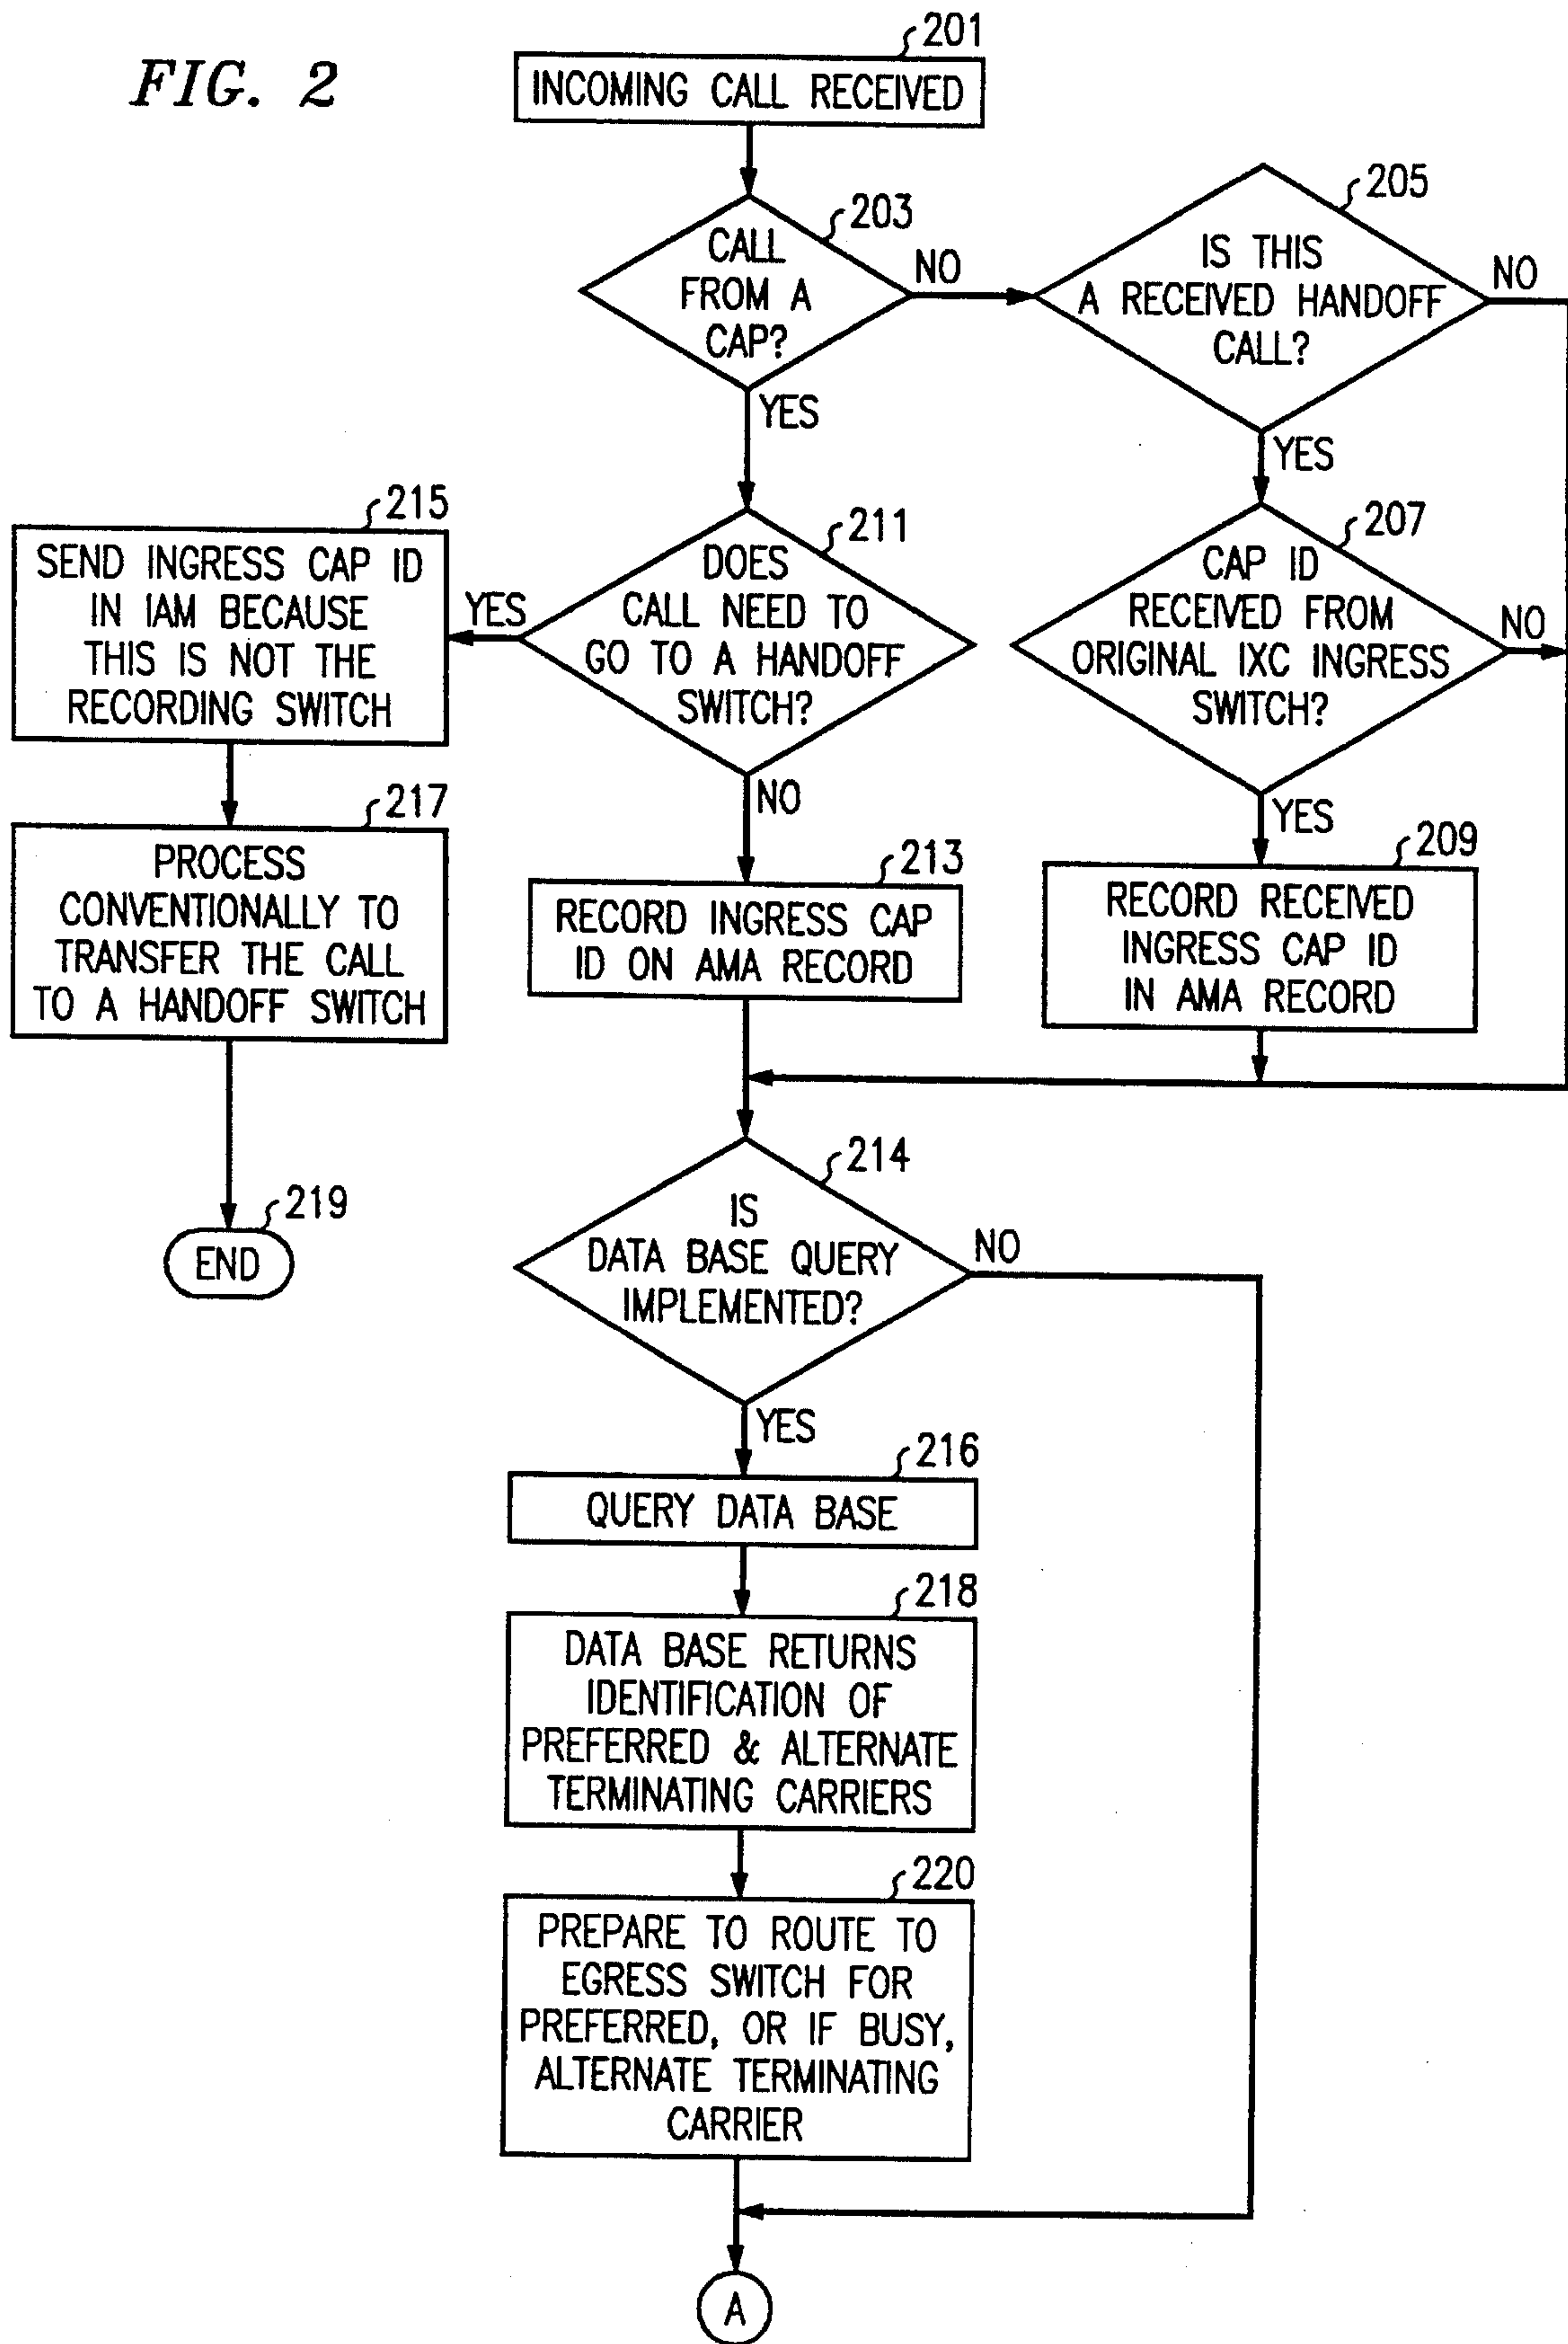 FIG. 2
201
INCOMING CALL RECEIVED
203
CALL
FROM A
CAP?
NO
YES
205
IS THIS
A RECEIVED HANDOFF
CALL?
NO
YES
207
CAP ID
RECEIVED FROM
ORIGINAL IXC INGRESS
SWITCH?
NO
YES
209
RECORD RECEIVED
INGRESS CAP ID
IN AMA RECORD
211
DOES
CALL NEED TO
GO TO A HANDOFF
SWITCH?
YES
NO
215
SEND INGRESS CAP ID
IN IAM BECAUSE
THIS IS NOT THE
RECORDING SWITCH
217
PROCESS
CONVENTIONALLY TO
TRANSFER THE CALL
TO A HANDOFF SWITCH
219
END
213
RECORD INGRESS CAP
ID ON AMA RECORD
214
IS
DATA BASE QUERY
IMPLEMENTED?
NO
YES
216
QUERY DATA BASE
218
DATA BASE RETURNS
IDENTIFICATION OF
PREFERRED & ALTERNATE
TERMINATING CARRIERS
220
PREPARE TO ROUTE TO
EGRESS SWITCH FOR
PREFERRED, OR IF BUSY,
ALTERNATE TERMINATING
CARRIER
A